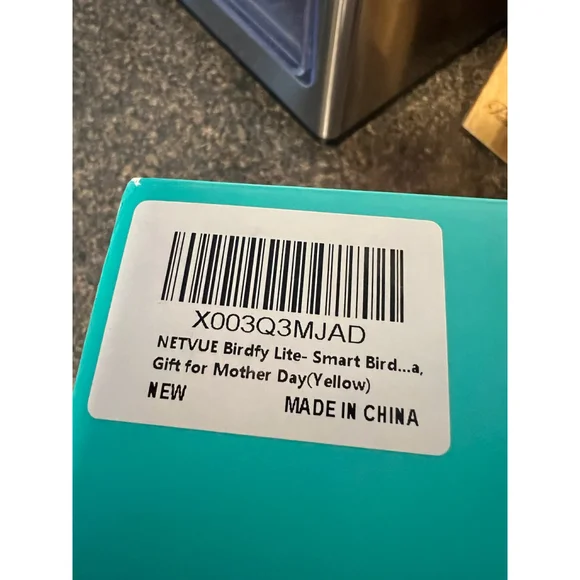 X003Q3MJAD
NETVUE Birdfy Lite- Smart Bird...a,
Gift for Mother Day(Yellow)
NEW MADE IN CHINA